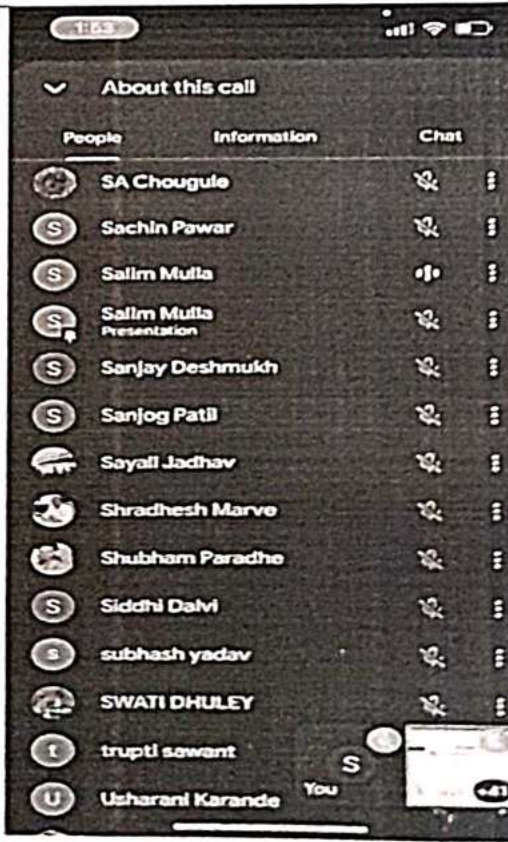 1:53
About this call
People Information Chat
SA Chougule
Sachin Pawar
S Salim Mulla
S Salim Mulla
Presentation
S Sanjay Deshmukh
S Sanjog Patil
Sayali Jadhav
Shradhesh Marve
Shubham Paradhe
S Siddhi Dalvi
s subhash yadav
SWATI DHULEY
t trupti sawant
S
You
U Usharani Karande
+41